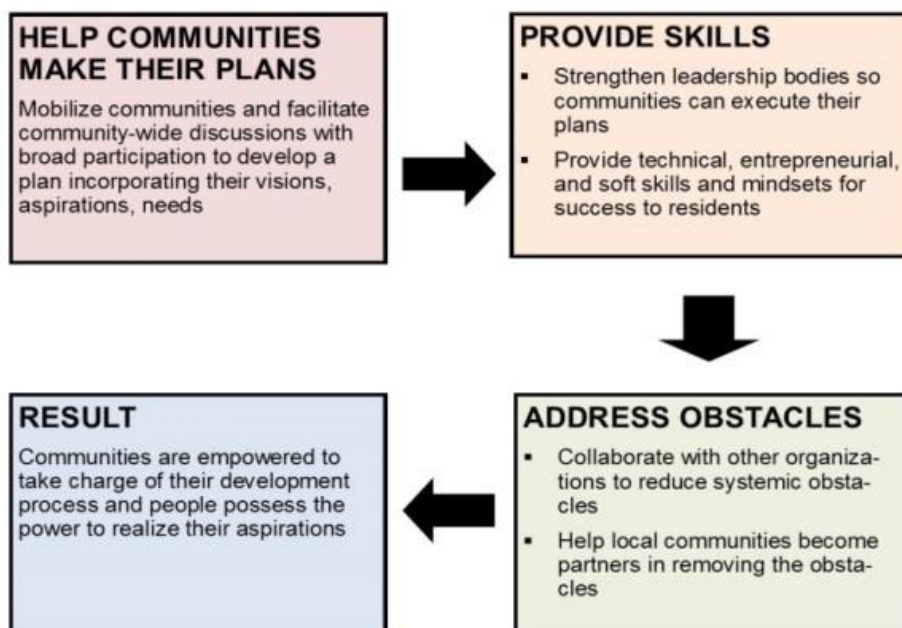 HELP COMMUNITIES
MAKE THEIR PLANS
Mobilize communities and facilitate
community-wide discussions with
broad participation to develop a
plan incorporating their visions,
aspirations, needs
PROVIDE SKILLS
▪ Strengthen leadership bodies so
communities can execute their
plans
▪ Provide technical, entrepreneurial,
and soft skills and mindsets for
success to residents
ADDRESS OBSTACLES
▪ Collaborate with other organiza-
tions to reduce systemic obsta-
cles
▪ Help local communities become
partners in removing the obsta-
cles
RESULT
Communities are empowered to
take charge of their development
process and people possess the
power to realize their aspirations